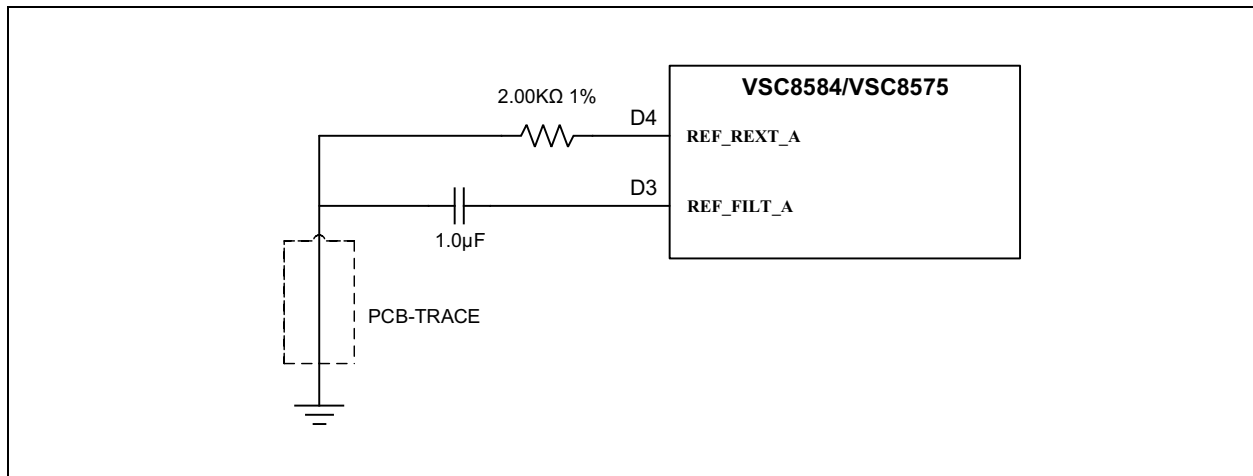 VSC8584/VSC8575
2.00KΩ 1%
D4
REF_REXT_A
D3
REF_FILT_A
1.0µF
PCB-TRACE